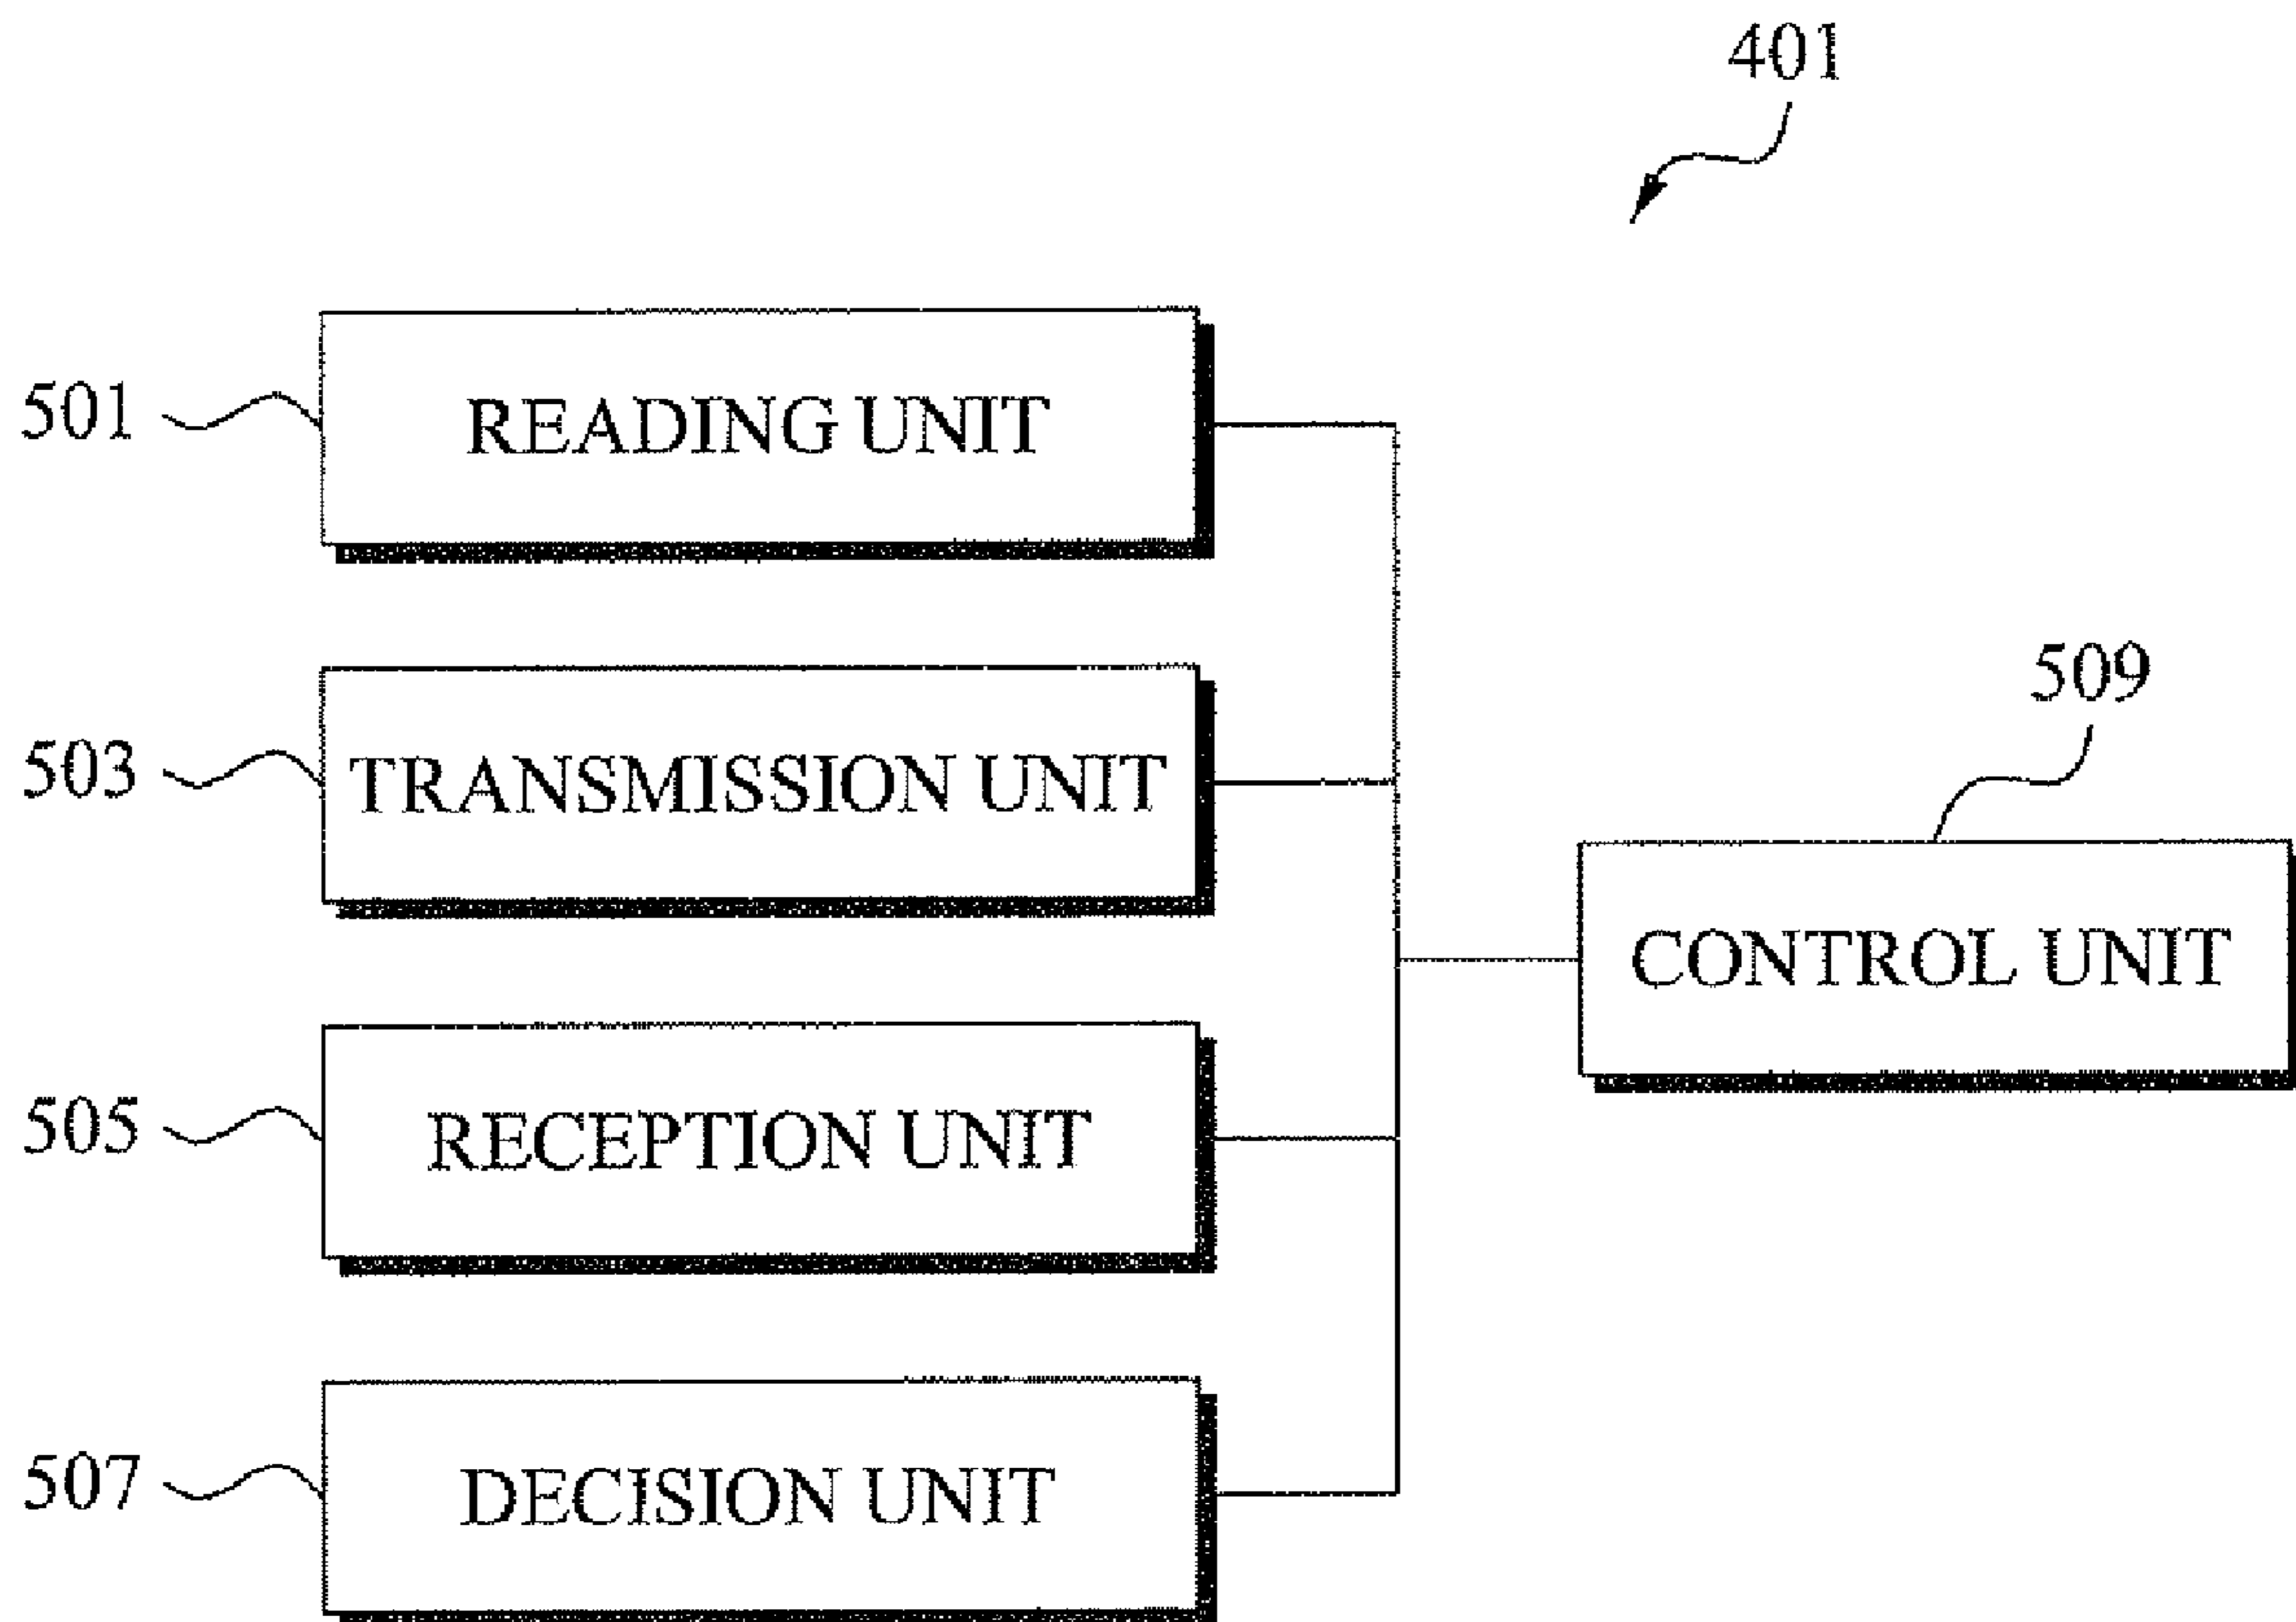 401
501
READING UNIT
503
TRANSMISSION UNIT
509
CONTROL UNIT
505
RECEPTION UNIT
507
DECISION UNIT